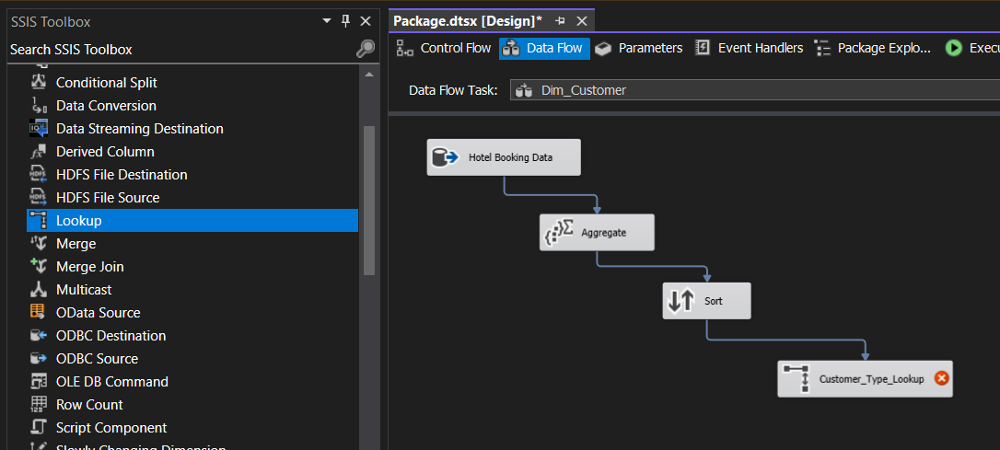 SSIS Toolbox
Search SSIS Toolbox
Conditional Split
Data Conversion
Data Streaming Destination
Derived Column
HDFS File Destination
HDFS File Source
Lookup
Merge
Merge Join
Multicast
OData Source
ODBC Destination
ODBC Source
OLE DB Command
Row Count
Script Component
Slowly Changing Dimension
Package.dtsx [Design]*
Control Flow Data Flow Parameters Event Handlers Package Explo... Execu
Data Flow Task: Dim_Customer
Hotel Booking Data
Aggregate
Sort
Customer_Type_Lookup